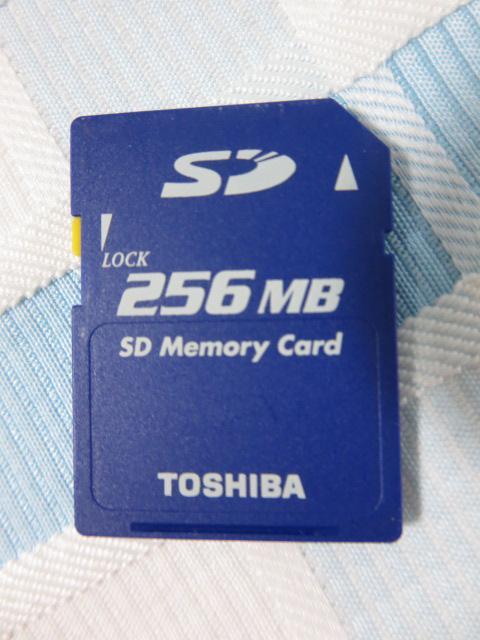 SD
LOCK
256 MB
SD Memory Card
TOSHIBA